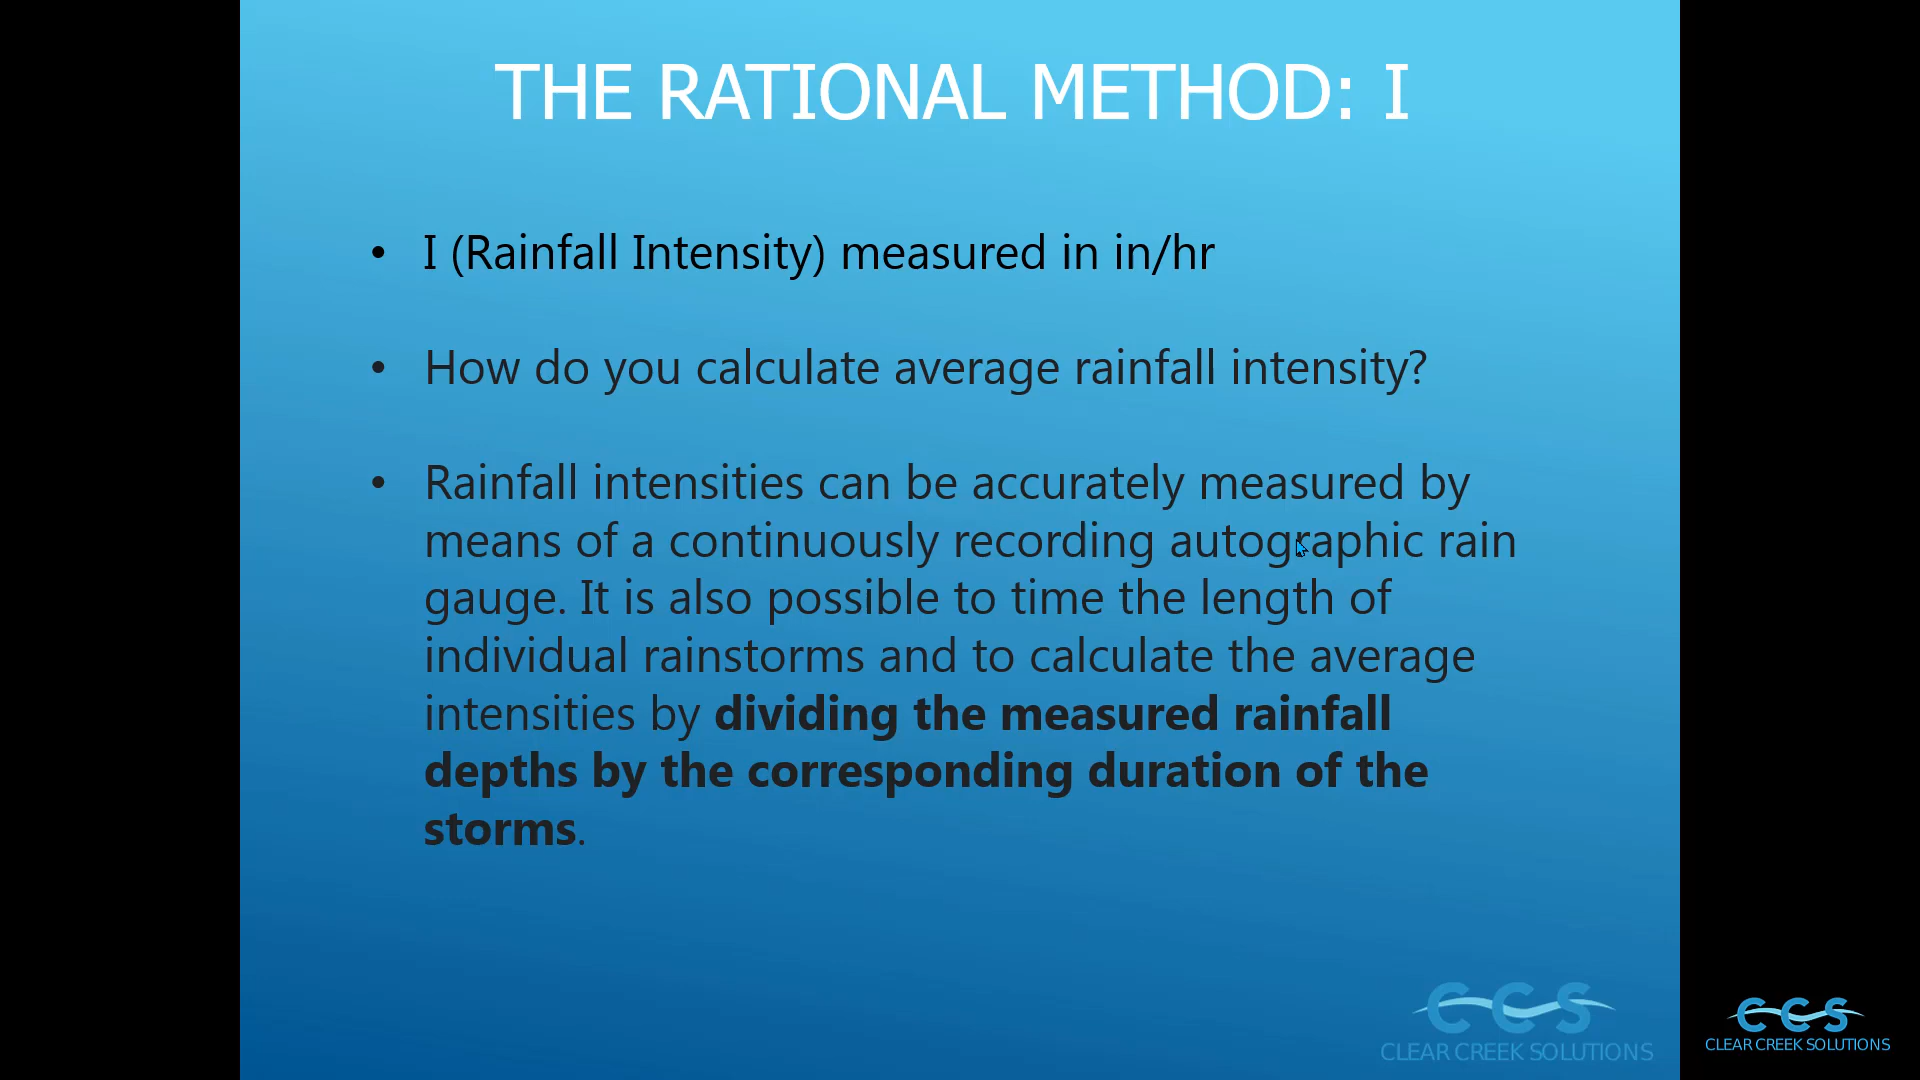 THE RATIONAL METHOD: I
• I (Rainfall Intensity) measured in in/hr
• How do you calculate average rainfall intensity?
• Rainfall intensities can be accurately measured by
means of a continuously recording autographic rain
gauge. It is also possible to time the length of
individual rainstorms and to calculate the average
intensities by dividing the measured rainfall
depths by the corresponding duration of the
storms.
CCS
CLEAR CREEK SOLUTIONS
CCS
CLEAR CREEK SOLUTIONS